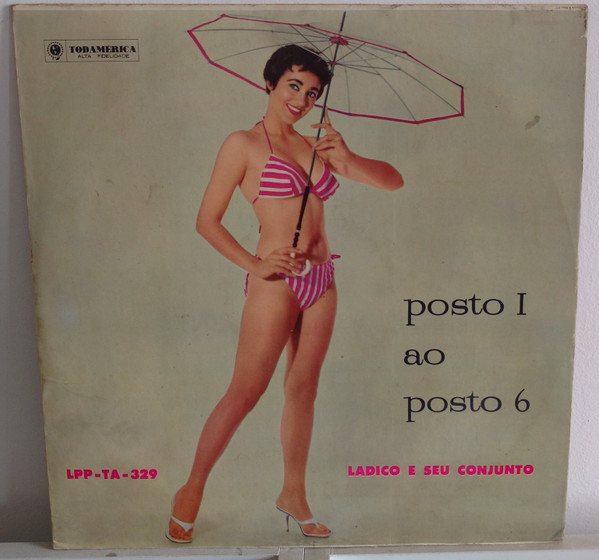 TODAMÉRICA
ALTA FIDELIDADE
posto I
ao
posto 6
LPP-TA-329
LADICO E SEU CONJUNTO